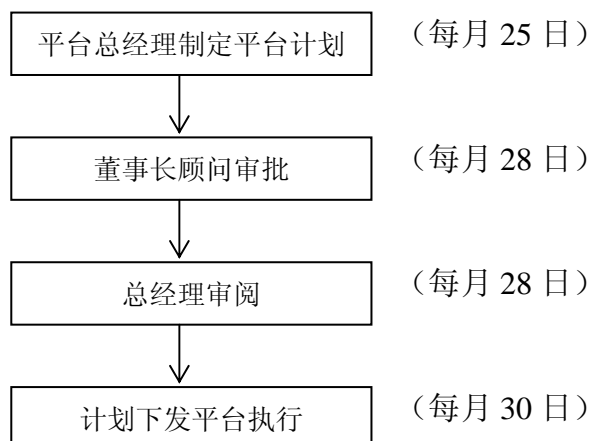 平台总经理制定平台计划 （每月 25 日）
董事长顾问审批 （每月 28 日）
总经理审阅 （每月 28 日）
计划下发平台执行 （每月 30 日）